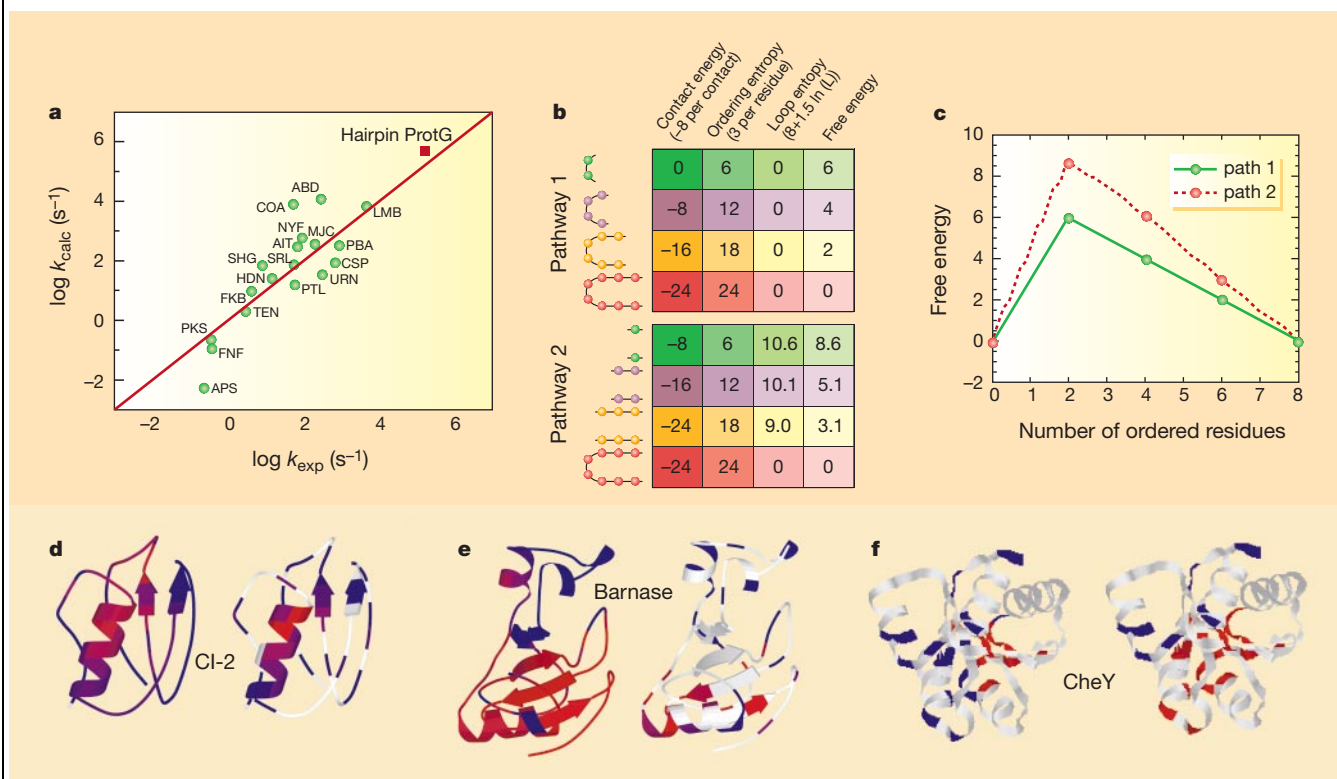 a
Hairpin ProtG
ABD
COA
LMB
NYF
MJC
AIT
PBA
SHG
SRL
CSP
HDN
URN
PTL
FKB
TEN
PKS
FNF
APS
6
4
2
0
−2
log kcalc (s−1)
−2
0
2
4
6
log kexp (s−1)
b
Contact energy
(−8 per contact)
Ordering entropy
(3 per residue)
Loop entopy
(8+1.5 ln (L))
Free energy
Pathway 1
0 6 0 6
−8 12 0 4
−16 18 0 2
−24 24 0 0
Pathway 2
−8 6 10.6 8.6
−16 12 10.1 5.1
−24 18 9.0 3.1
−24 24 0 0
c
path 1
path 2
10
8
6
4
2
0
−2
Free energy
0 1 2 3 4 5 6 7 8
Number of ordered residues
d
CI-2
e
Barnase
f
CheY